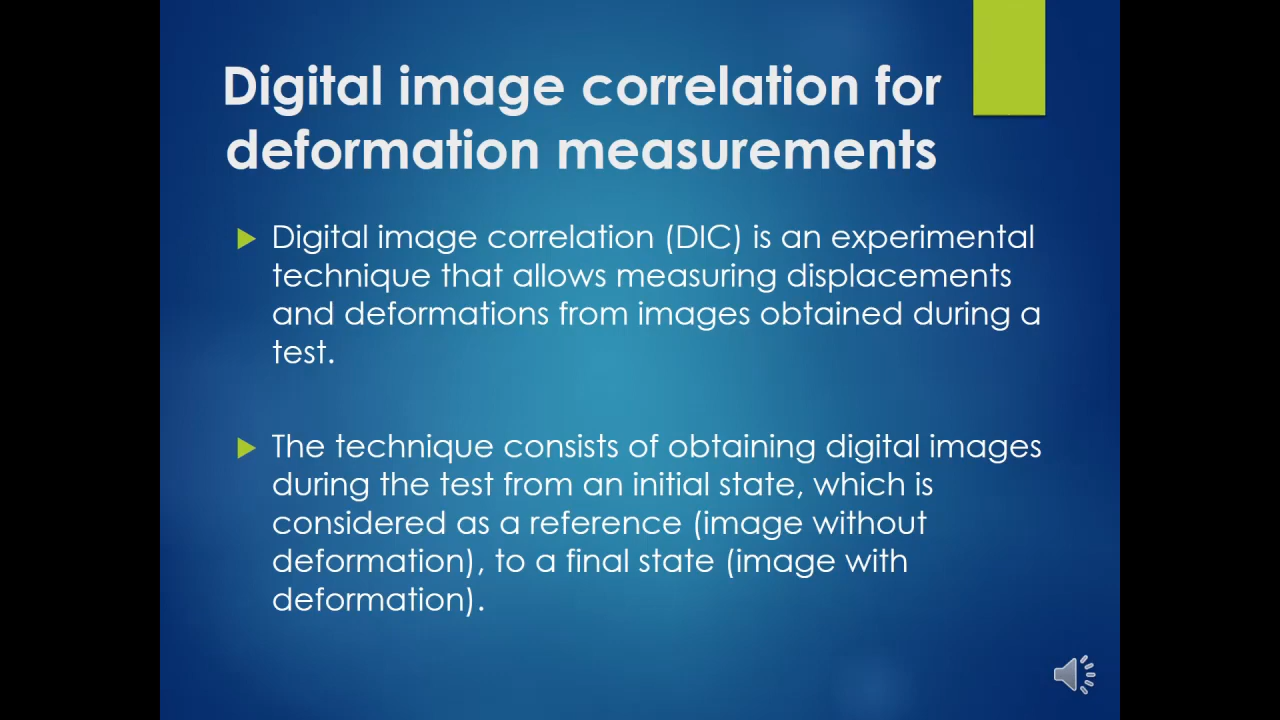 Digital image correlation for
deformation measurements
Digital image correlation (DIC) is an experimental
technique that allows measuring displacements
and deformations from images obtained during a
test.
The technique consists of obtaining digital images
during the test from an initial state, which is
considered as a reference (image without
deformation), to a final state (image with
deformation).